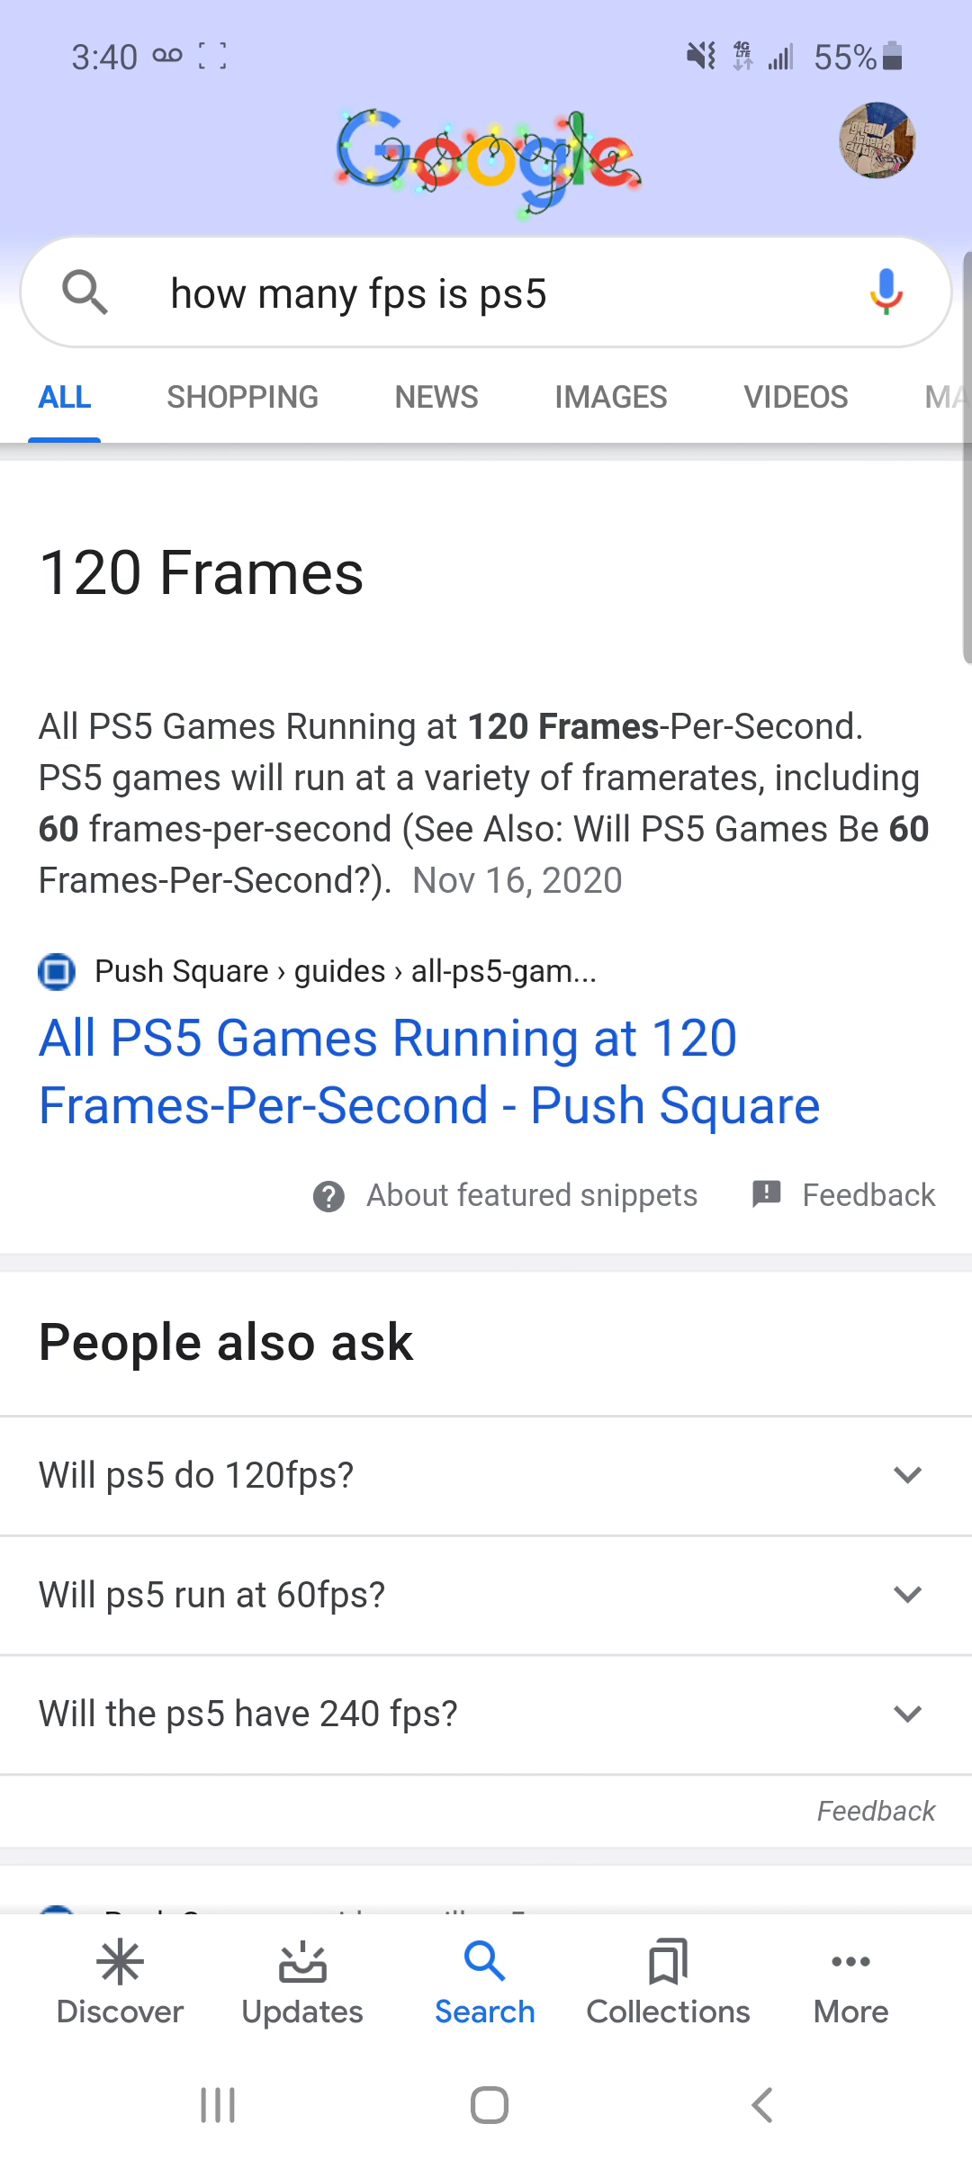 3:40
4G LTE 55%
Google
how many fps is ps5
ALL SHOPPING NEWS IMAGES VIDEOS MA
120 Frames
All PS5 Games Running at 120 Frames-Per-Second.
PS5 games will run at a variety of framerates, including
60 frames-per-second (See Also: Will PS5 Games Be 60
Frames-Per-Second?). Nov 16, 2020
Push Square › guides › all-ps5-gam...
All PS5 Games Running at 120
Frames-Per-Second - Push Square
About featured snippets Feedback
People also ask
Will ps5 do 120fps?
Will ps5 run at 60fps?
Will the ps5 have 240 fps?
Feedback
Discover Updates Search Collections More